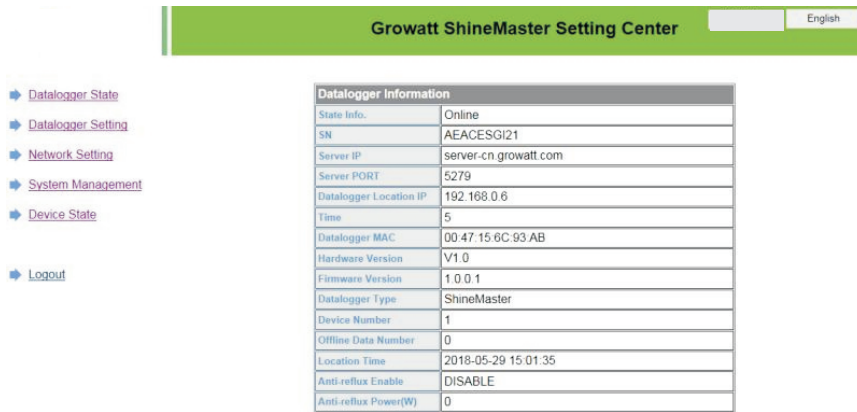 Growatt ShineMaster Setting Center
English
Datalogger State
Datalogger Setting
Network Setting
System Management
Device State
Logout
Datalogger Information
State Info. Online
SN AEACESGI21
Server IP server-cn.growatt.com
Server PORT 5279
Datalogger Location IP 192.168.0.6
Time 5
Datalogger MAC 00:47:15:6C:93:AB
Hardware Version V1.0
Firmware Version 1.0.0.1
Datalogger Type ShineMaster
Device Number 1
Offline Data Number 0
Location Time 2018-05-29 15:01:35
Anti-reflux Enable DISABLE
Anti-reflux Power(W) 0